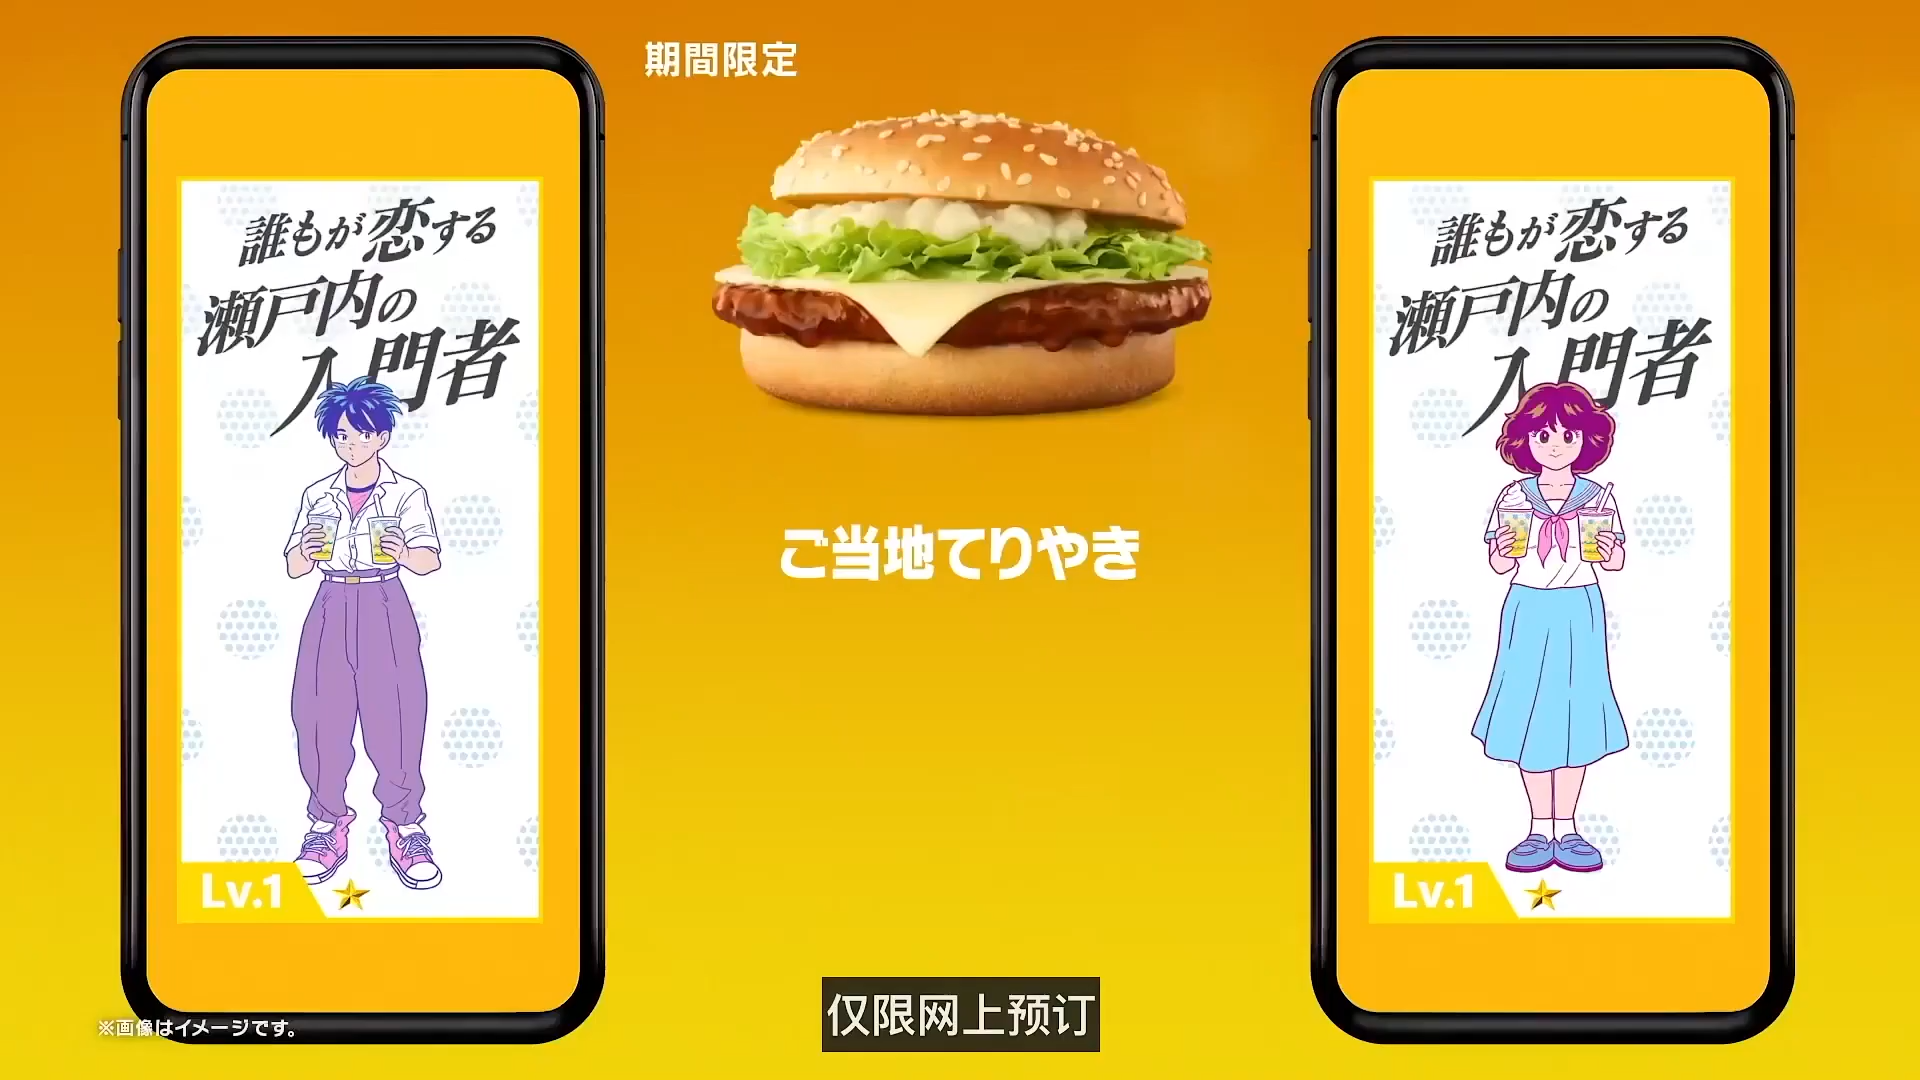 期間限定
誰もが恋する
瀬戸内の
入門者
Lv.1
ご当地てりやき
誰もが恋する
瀬戸内の
入門者
Lv.1
※画像はイメージです。
仅限网上预订